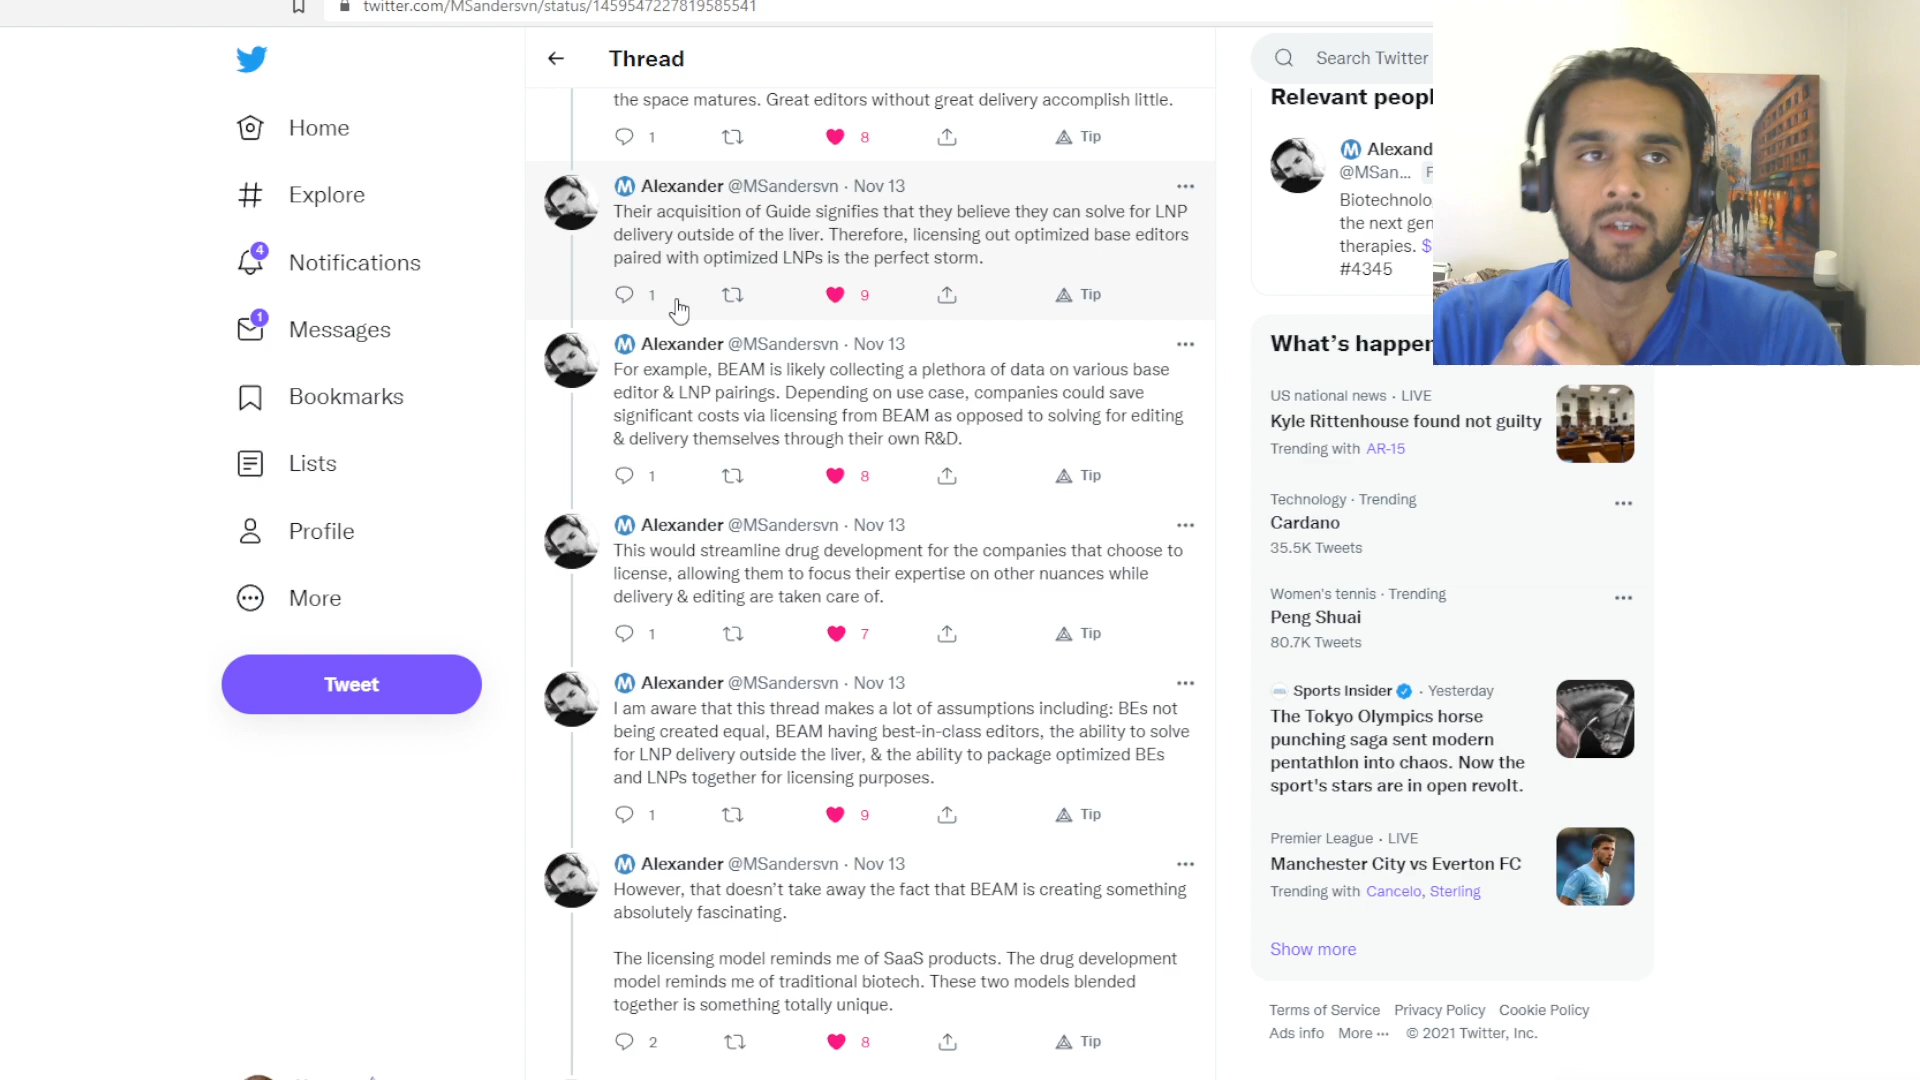 twitter.com/MSandersvn/status/1459547227819585541
Home
Explore
4
Notifications
1
Messages
Bookmarks
Lists
Profile
More
Tweet
Thread
the space matures. Great editors without great delivery accomplish little.
1
8
Tip
Alexander @MSandersvn · Nov 13
Their acquisition of Guide signifies that they believe they can solve for LNP
delivery outside of the liver. Therefore, licensing out optimized base editors
paired with optimized LNPs is the perfect storm.
1
9
Tip
Alexander @MSandersvn · Nov 13
For example, BEAM is likely collecting a plethora of data on various base
editor & LNP pairings. Depending on use case, companies could save
significant costs via licensing from BEAM as opposed to solving for editing
& delivery themselves through their own R&D.
1
8
Tip
Alexander @MSandersvn · Nov 13
This would streamline drug development for the companies that choose to
license, allowing them to focus their expertise on other nuances while
delivery & editing are taken care of.
1
7
Tip
Alexander @MSandersvn · Nov 13
I am aware that this thread makes a lot of assumptions including: BEs not
being created equal, BEAM having best-in-class editors, the ability to solve
for LNP delivery outside the liver, & the ability to package optimized BEs
and LNPs together for licensing purposes.
1
9
Tip
Alexander @MSandersvn · Nov 13
However, that doesn't take away the fact that BEAM is creating something
absolutely fascinating.
The licensing model reminds me of SaaS products. The drug development
model reminds me of traditional biotech. These two models blended
together is something totally unique.
2
8
Tip
Search Twitter
Relevant peopl
Alexand
@MSan... F
Biotechnolo
the next gen
therapies. $
#4345
What's happen
US national news · LIVE
Kyle Rittenhouse found not guilty
Trending with AR-15
Technology · Trending
Cardano
35.5K Tweets
Women's tennis · Trending
Peng Shuai
80.7K Tweets
Sports Insider · Yesterday
The Tokyo Olympics horse
punching saga sent modern
pentathlon into chaos. Now the
sport's stars are in open revolt.
Premier League · LIVE
Manchester City vs Everton FC
Trending with Cancelo, Sterling
Show more
Terms of Service Privacy Policy Cookie Policy
Ads info More ··· © 2021 Twitter, Inc.